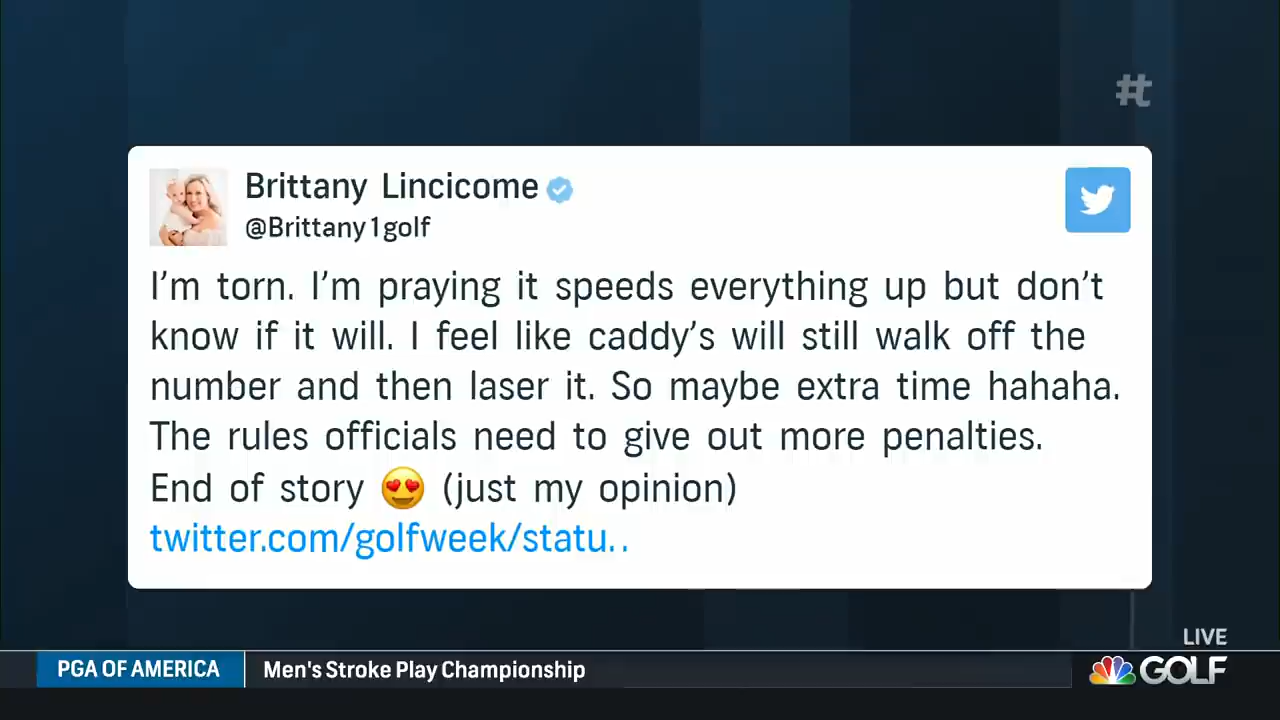 #
Brittany Lincicome
@Brittany1golf
I'm torn. I'm praying it speeds everything up but don't
know if it will. I feel like caddy's will still walk off the
number and then laser it. So maybe extra time hahaha.
The rules officials need to give out more penalties.
End of story 😍 (just my opinion)
twitter.com/golfweek/statu. .
LIVE
PGA OF AMERICA Men's Stroke Play Championship GOLF